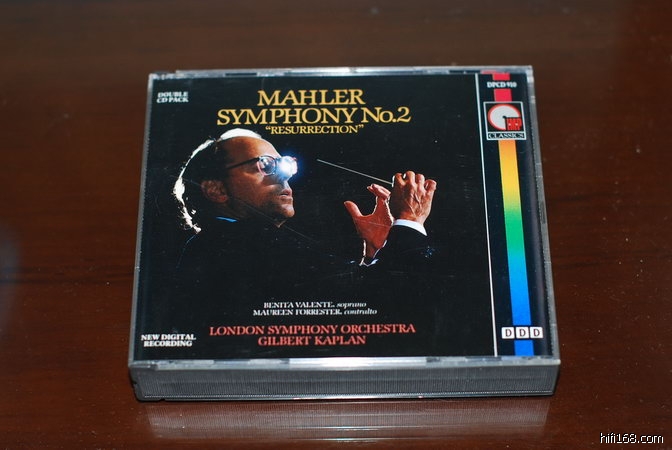 DOUBLE
CD PACK
MAHLER
SYMPHONY No.2
"RESURRECTION"
DPCD 910
CLASSICS
BENITA VALENTE, soprano
MAUREEN FORRESTER, contralto
LONDON SYMPHONY ORCHESTRA
GILBERT KAPLAN
NEW DIGITAL
RECORDING
DDD
hifi168.com